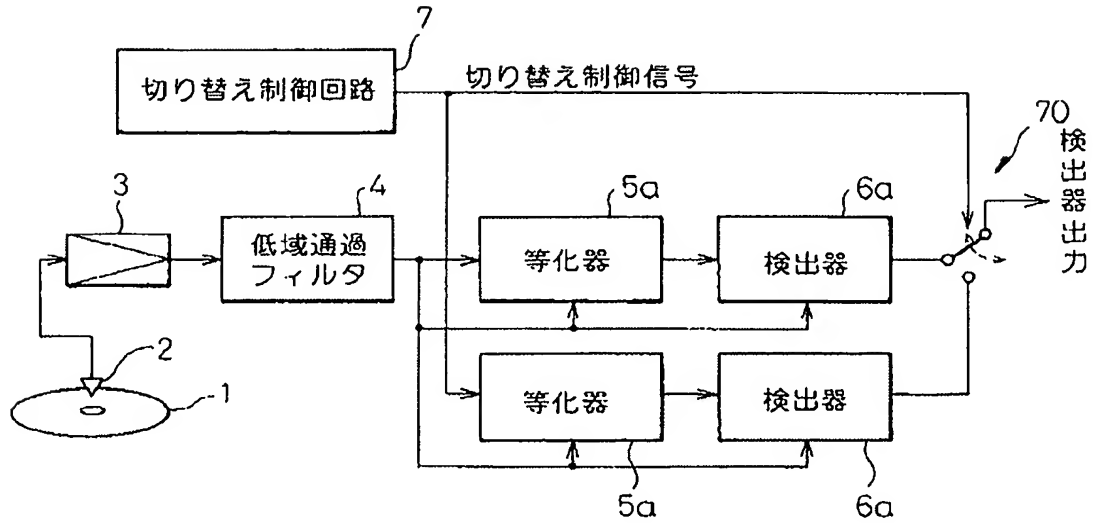 7
切り替え制御回路
切り替え制御信号
70
検出器出力
3
4
5a
6a
低域通過
フィルタ
等化器
検出器
2
1
等化器
検出器
5a
6a